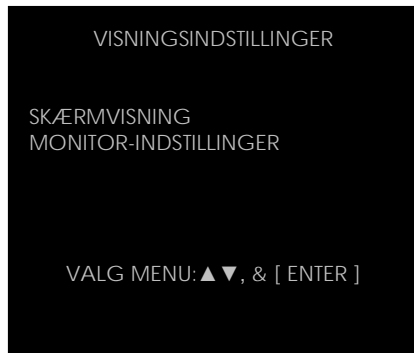 VISNINGSINDSTILLINGER
SKÆRMVISNING
MONITOR-INDSTILLINGER
VALG MENU:▲▼, & [ ENTER ]